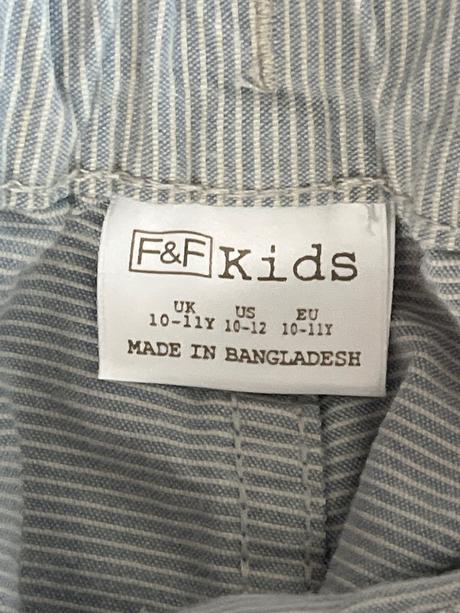 F&F Kids
UK US EU
10-11Y 10-12 10-11Y
MADE IN BANGLADESH